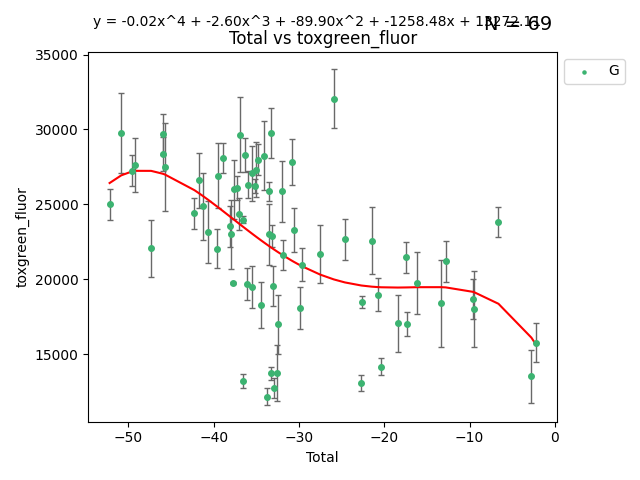 y = -0.02x^4 + -2.60x^3 + -89.90x^2 + -1258.48x +
N = 69
Total vs toxgreen_fluor
35000
G
30000
toxgreen_fluor
25000
20000
15000
−50 −40 −30 −20 −10 0
Total